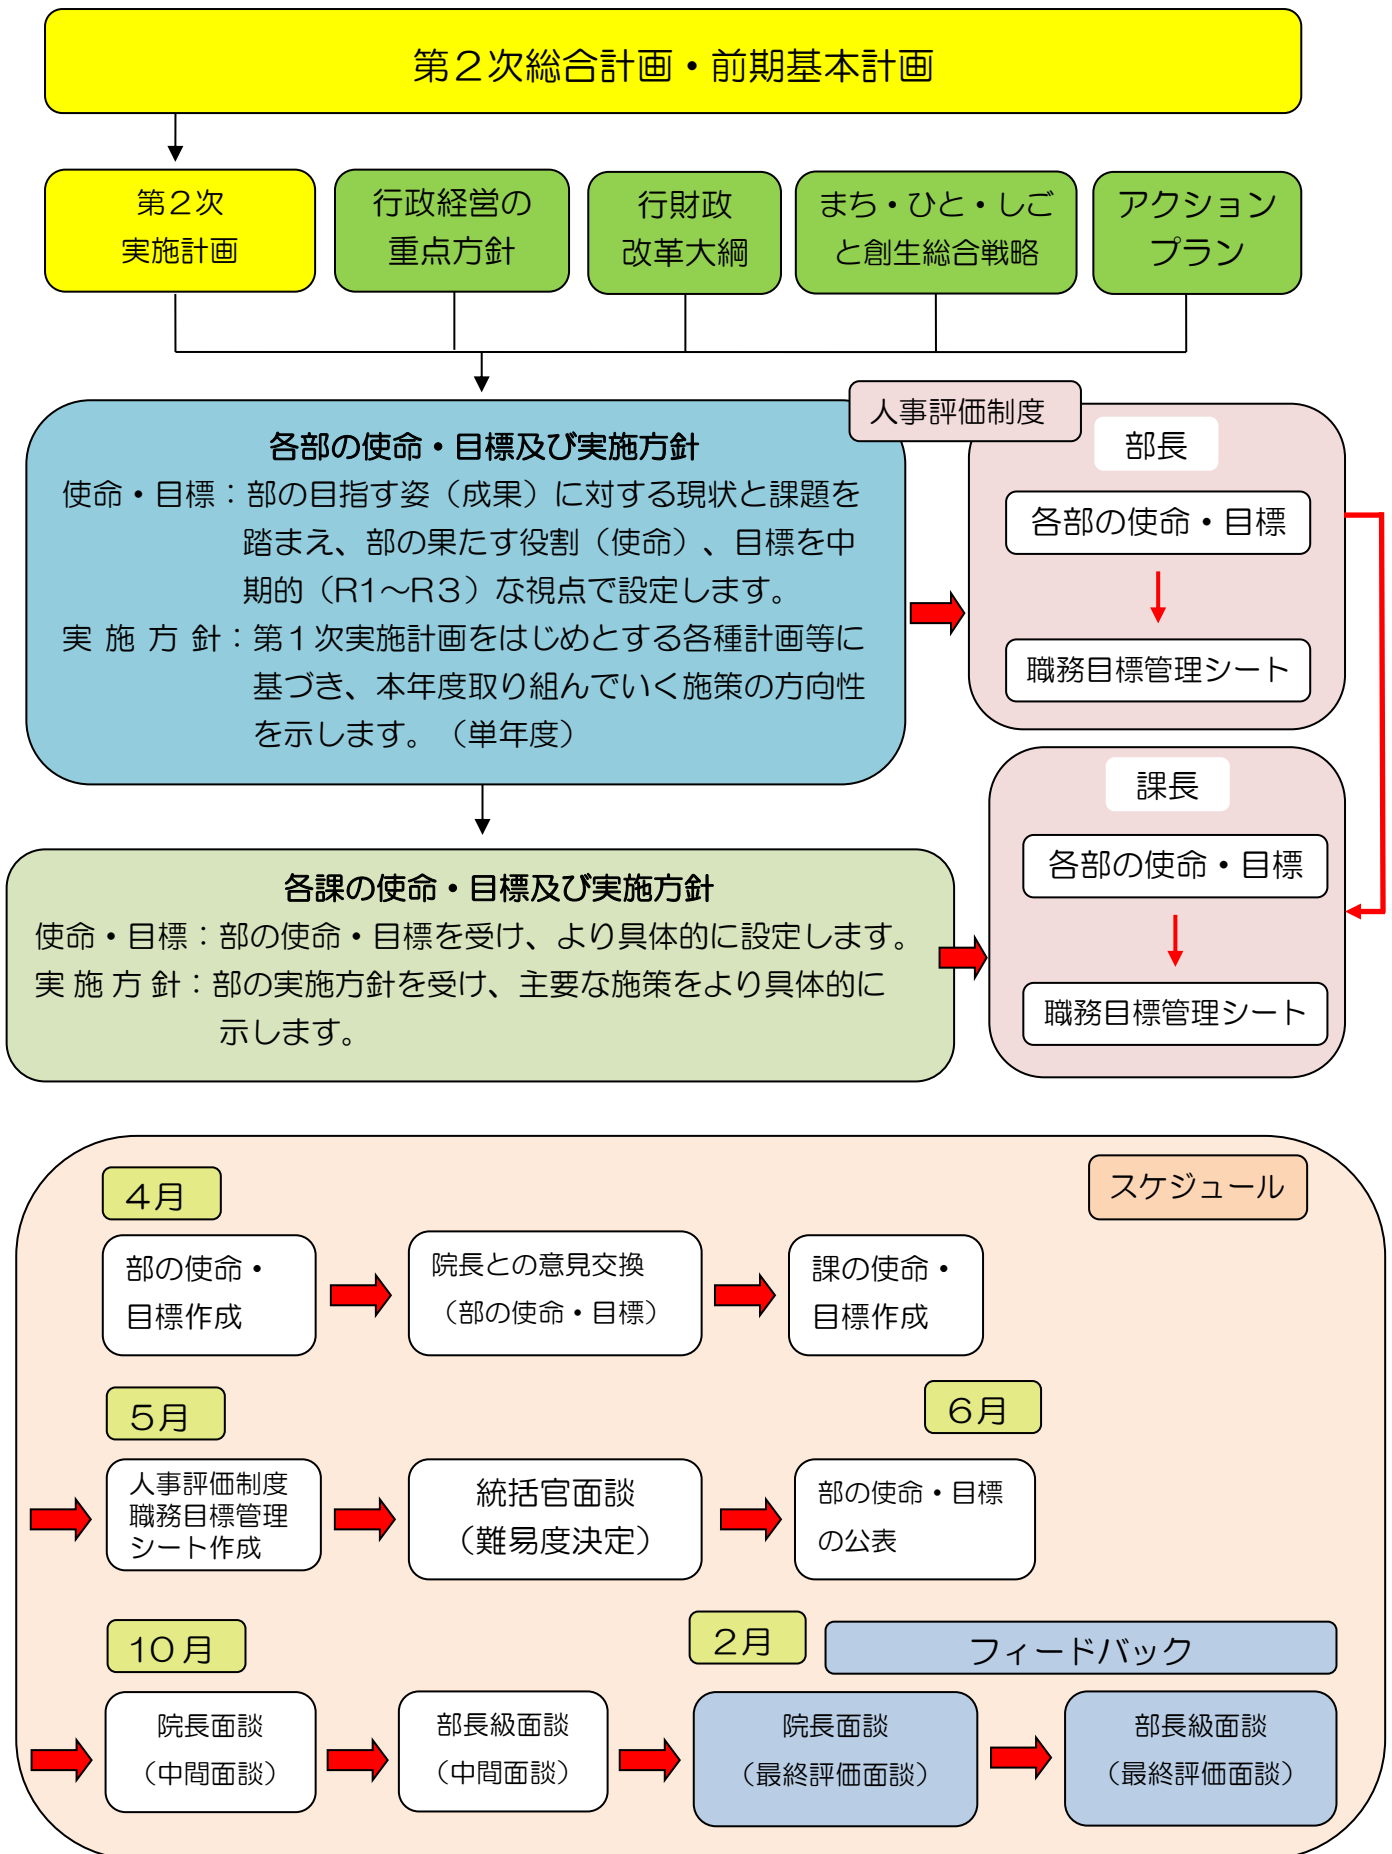 第２次総合計画・前期基本計画
第２次
実施計画
行政経営の
重点方針
行財政
改革大綱
まち・ひと・しご
と創生総合戦略
アクション
プラン
人事評価制度
各部の使命・目標及び実施方針
使命・目標：部の目指す姿（成果）に対する現状と課題を
踏まえ、部の果たす役割（使命）、目標を中
期的（R1～R３）な視点で設定します。
実 施 方 針：第１次実施計画をはじめとする各種計画等に
基づき、本年度取り組んでいく施策の方向性
を示します。（単年度）
部長
各部の使命・目標
職務目標管理シート
課長
各部の使命・目標
職務目標管理シート
各課の使命・目標及び実施方針
使命・目標：部の使命・目標を受け、より具体的に設定します。
実 施 方 針：部の実施方針を受け、主要な施策をより具体的に
示します。
スケジュール
４月
部の使命・
目標作成
院長との意見交換
（部の使命・目標）
課の使命・
目標作成
５月
６月
人事評価制度
職務目標管理
シート作成
統括官面談
（難易度決定）
部の使命・目標
の公表
10 月
２月
フィードバック
院長面談
（中間面談）
部長級面談
（中間面談）
院長面談
（最終評価面談）
部長級面談
（最終評価面談）